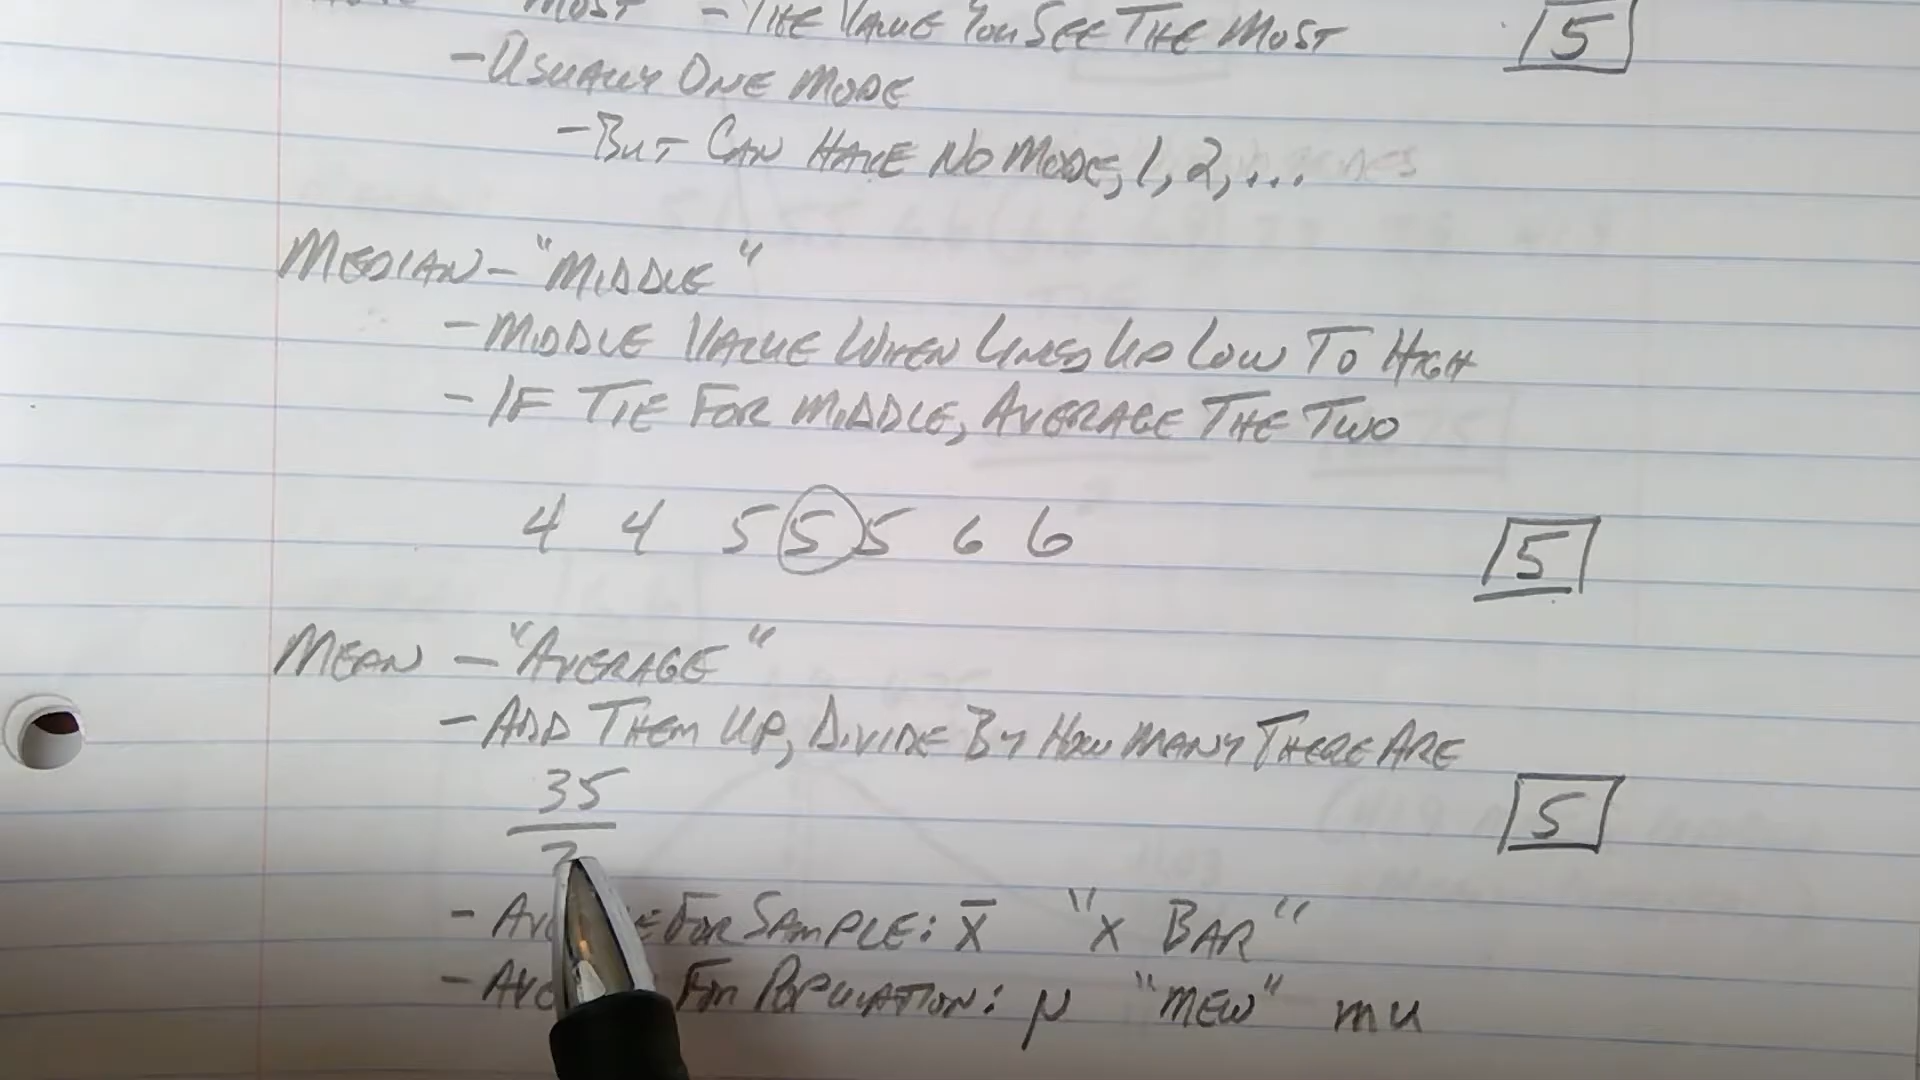 MOST - THE VALUE YOU SEE THE MOST 5
- USUALLY ONE MODE
- BUT CAN HAVE NO MODE, 1, 2, ...
MEDIAN - "MIDDLE"
- MIDDLE VALUE WHEN LINED UP LOW TO HIGH
- IF TIE FOR MIDDLE, AVERAGE THE TWO
4 4 5 5 5 6 6 5
MEAN - "AVERAGE"
- ADD THEM UP, DIVIDE BY HOW MANY THERE ARE
35 5
7
- FOR SAMPLE: x̄ "X BAR"
- FOR POPULATION: μ "MEW" mu